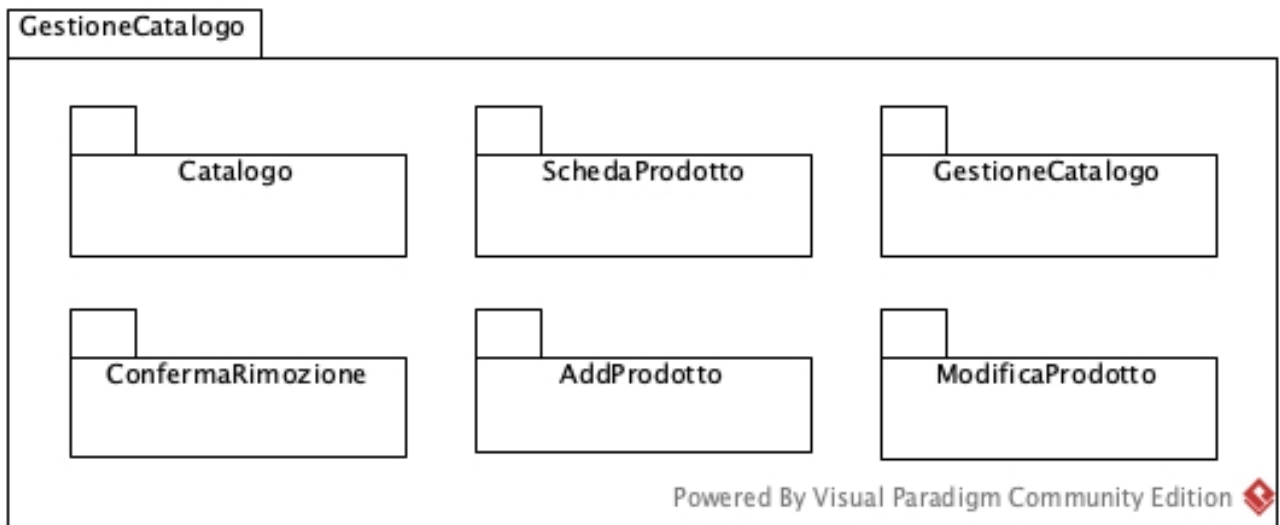 GestioneCatalogo
Catalogo
SchedaProdotto
GestioneCatalogo
ConfermaRimozione
AddProdotto
ModificaProdotto
Powered By Visual Paradigm Community Edition